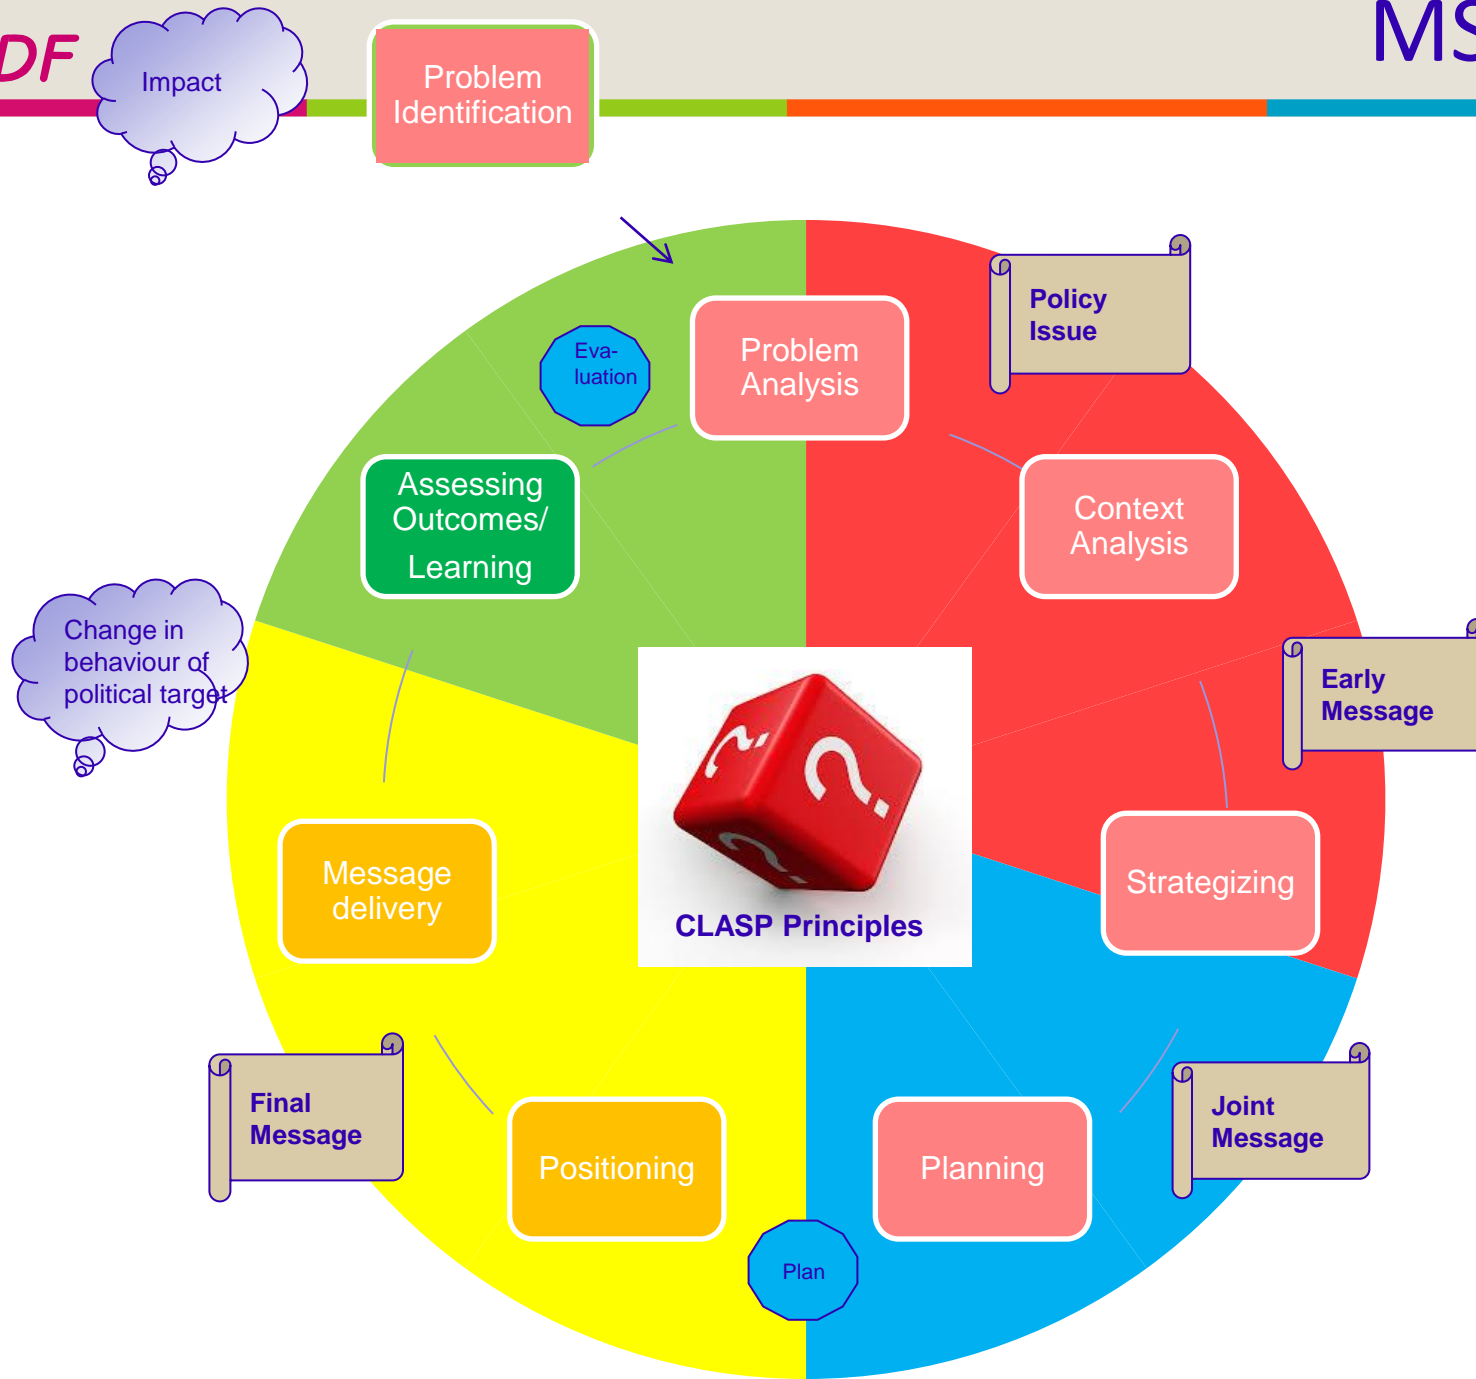 DF
MS
Impact
Problem
Identification
Policy
Issue
Eva-
luation
Problem
Analysis
Assessing
Outcomes/
Learning
Context
Analysis
Change in
behaviour of
political target
Early
Message
CLASP Principles
Message
delivery
Strategizing
Final
Message
Joint
Message
Positioning
Planning
Plan